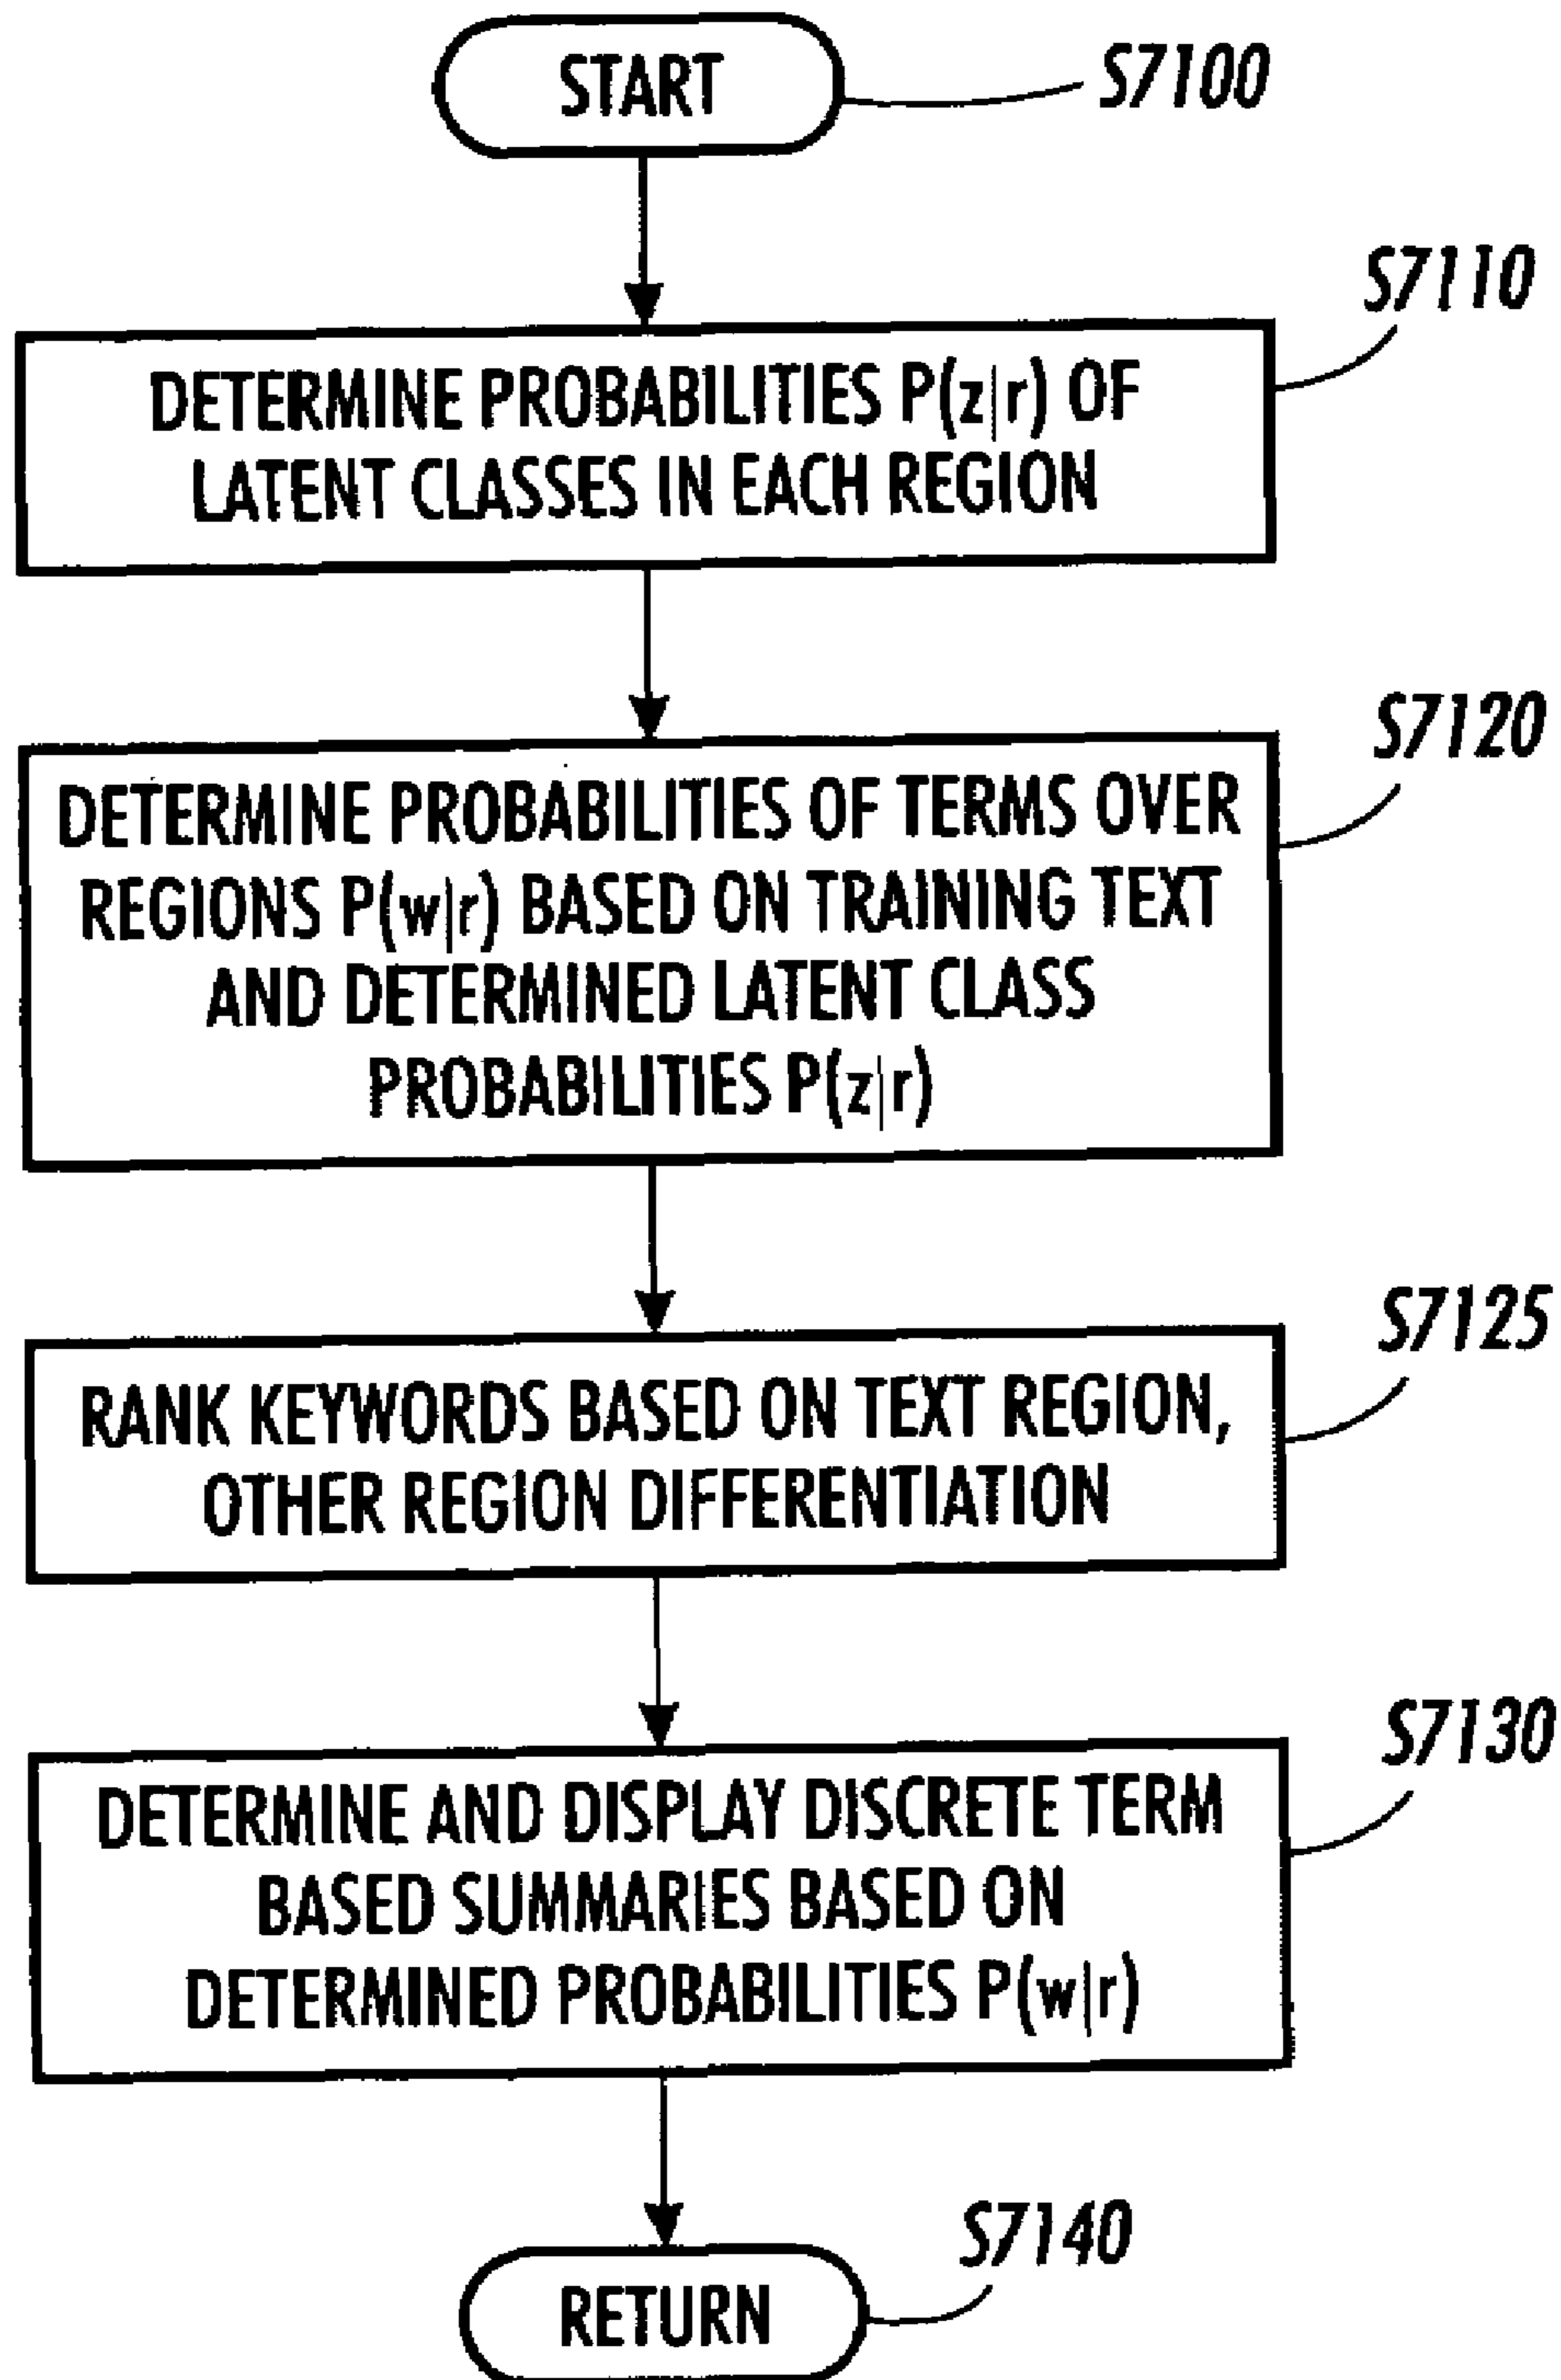 START
S7100
S7110
DETERMINE PROBABILITIES P(z|r) OF
LATENT CLASSES IN EACH REGION
S7120
DETERMINE PROBABILITIES OF TERMS OVER
REGIONS P(w|r) BASED ON TRAINING TEXT
AND DETERMINED LATENT CLASS
PROBABILITIES P(z|r)
S7125
RANK KEYWORDS BASED ON TEXT REGION,
OTHER REGION DIFFERENTIATION
S7130
DETERMINE AND DISPLAY DISCRETE TERM
BASED SUMMARIES BASED ON
DETERMINED PROBABILITIES P(w|r)
S7140
RETURN